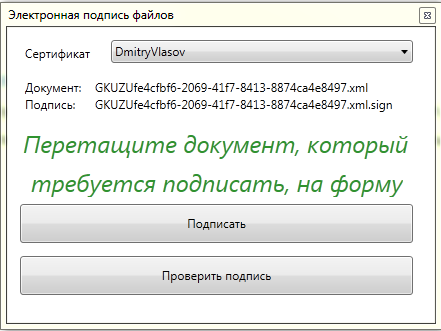 Электронная подпись файлов
Сертификат DmitryVlasov
Документ: GKUZUfe4cfbf6-2069-41f7-8413-8874ca4e8497.xml
Подпись: GKUZUfe4cfbf6-2069-41f7-8413-8874ca4e8497.xml.sign
Перетащите документ, который
требуется подписать, на форму
Подписать
Проверить подпись